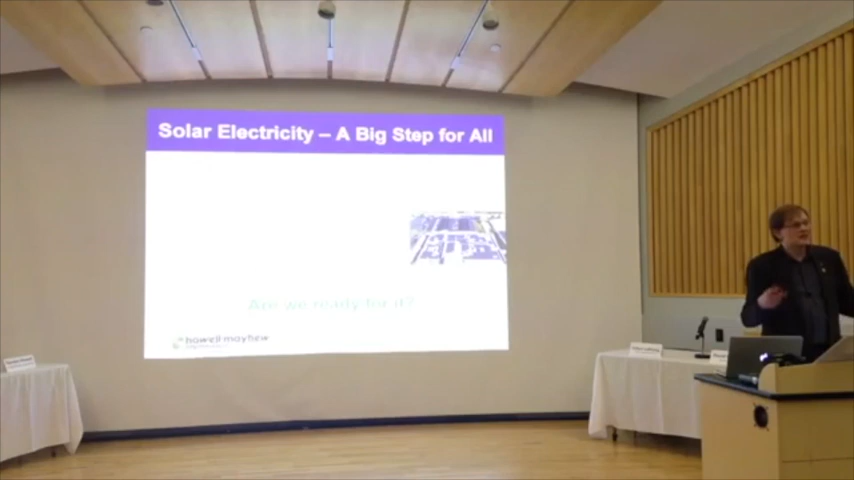 Solar Electricity – A Big Step for All
Are we ready for it?
howell·mayhew